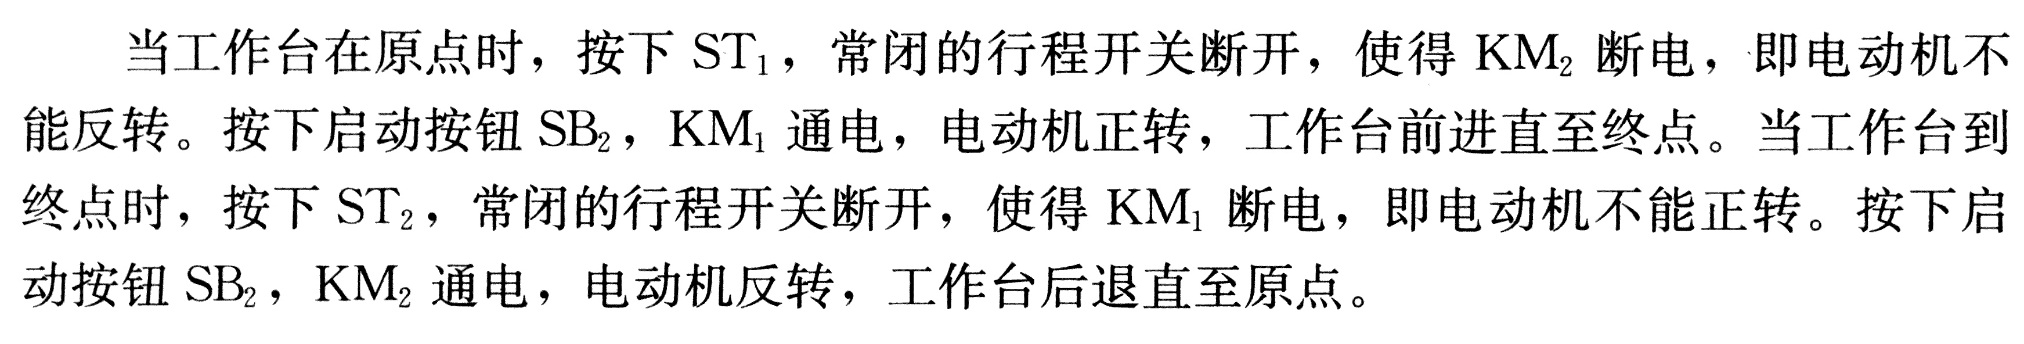 当工作台在原点时，按下 ST₁，常闭的行程开关断开，使得 KM₂ 断电，即电动机不
能反转。按下启动按钮 SB₂，KM₁ 通电，电动机正转，工作台前进直至终点。当工作台到
终点时，按下 ST₂，常闭的行程开关断开，使得 KM₁ 断电，即电动机不能正转。按下启
动按钮 SB₂，KM₂ 通电，电动机反转，工作台后退直至原点。